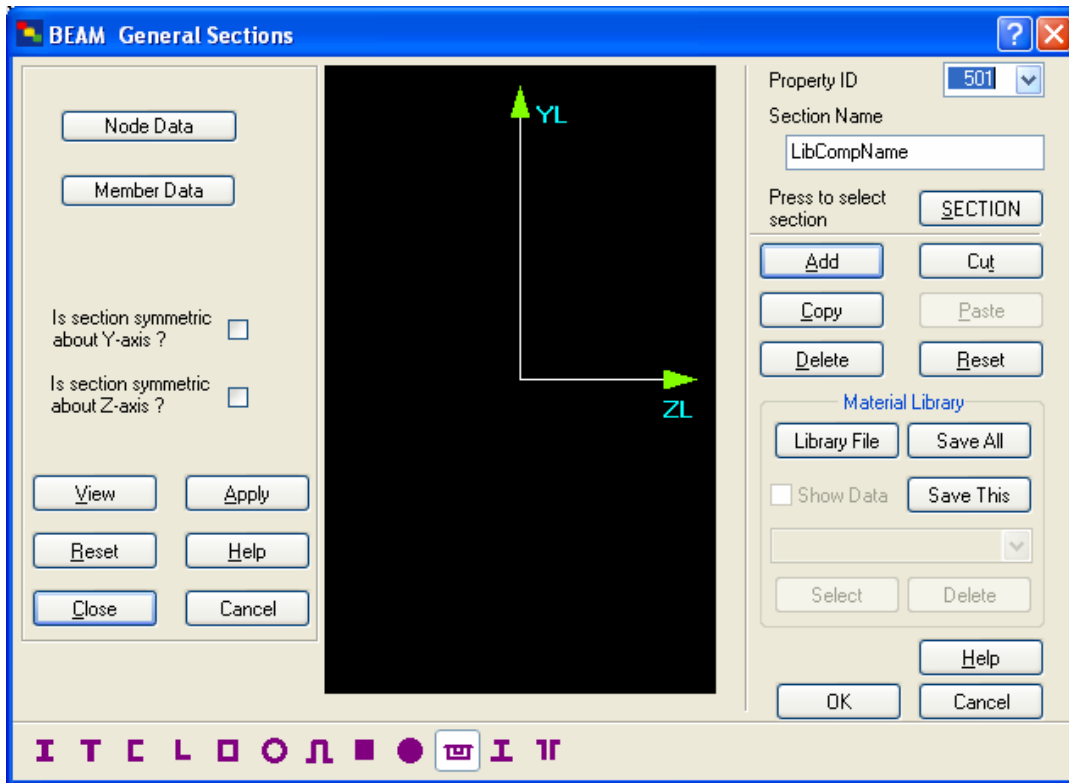 BEAM General Sections
Node Data
Member Data
Is section symmetric
about Y-axis ?
Is section symmetric
about Z-axis ?
View
Apply
Reset
Help
Close
Cancel
YL
ZL
Property ID
501
Section Name
LibCompName
Press to select
section
SECTION
Add
Cut
Copy
Paste
Delete
Reset
Material Library
Library File
Save All
Show Data
Save This
Select
Delete
Help
OK
Cancel